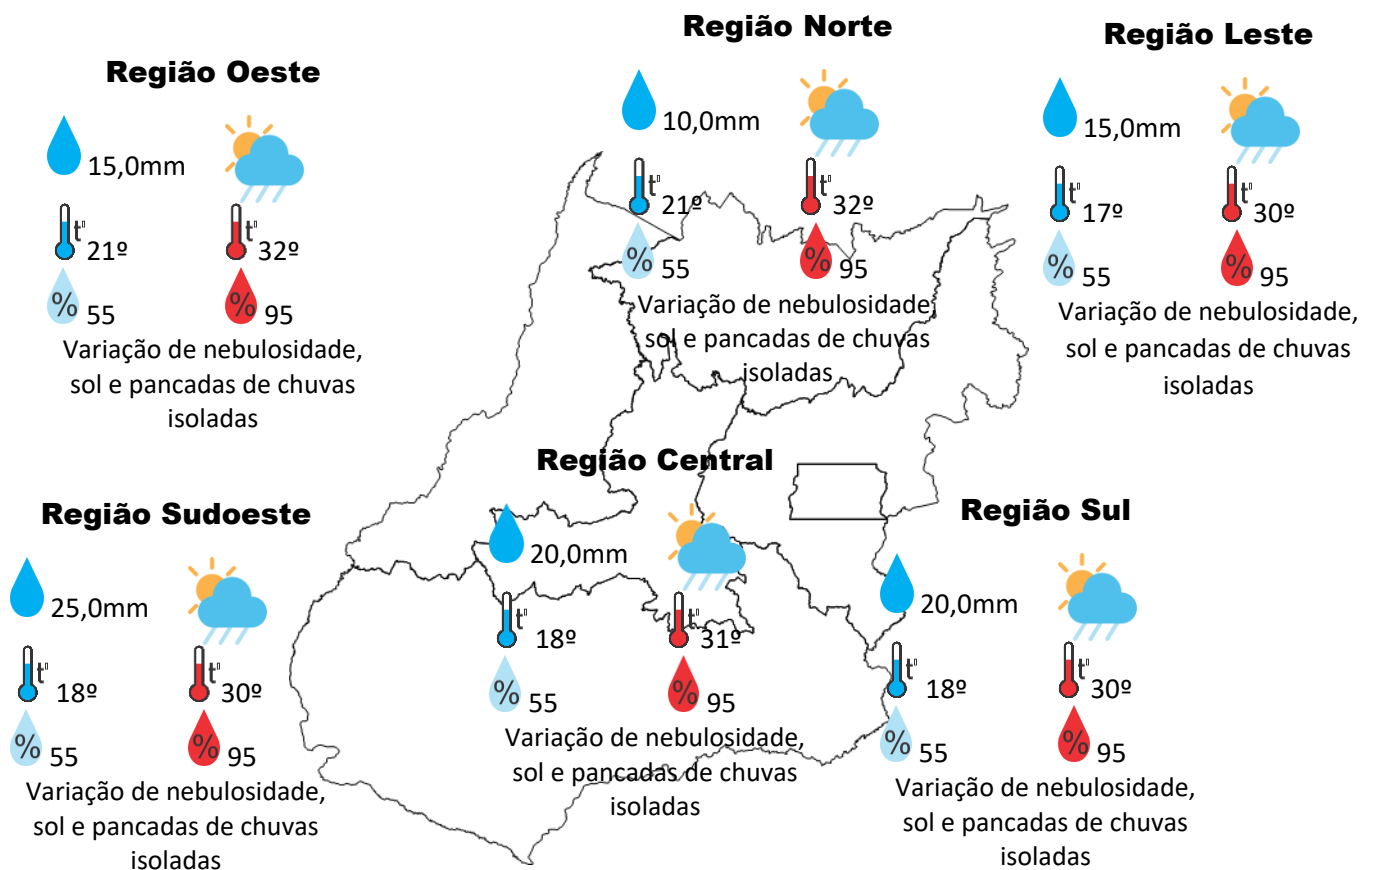 Região Oeste
15,0mm
t°
21º
t°
32º
%
55
%
95
Variação de nebulosidade,
sol e pancadas de chuvas
isoladas
Região Norte
10,0mm
t°
21º
t°
32º
%
55
%
95
Variação de nebulosidade,
sol e pancadas de chuvas
isoladas
Região Leste
15,0mm
t°
17º
t°
30º
%
55
%
95
Variação de nebulosidade,
sol e pancadas de chuvas
isoladas
Região Sudoeste
25,0mm
t°
18º
t°
30º
%
55
%
95
Variação de nebulosidade,
sol e pancadas de chuvas
isoladas
Região Central
20,0mm
t°
18º
t°
31º
%
55
%
95
Variação de nebulosidade,
sol e pancadas de chuvas
isoladas
Região Sul
20,0mm
t°
18º
t°
30º
%
55
%
95
Variação de nebulosidade,
sol e pancadas de chuvas
isoladas